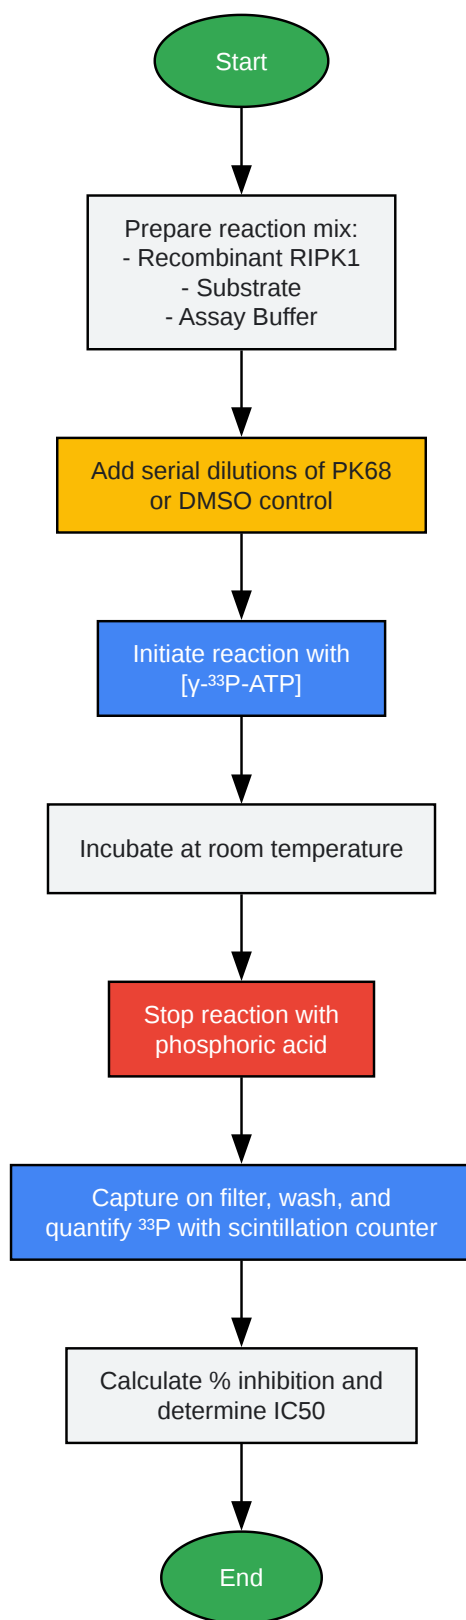 Start
Prepare reaction mix:
- Recombinant RIPK1
- Substrate
- Assay Buffer
Add serial dilutions of PK68
or DMSO control
Initiate reaction with
[γ-³³P-ATP]
Incubate at room temperature
Stop reaction with
phosphoric acid
Capture on filter, wash, and
quantify ³³P with scintillation counter
Calculate % inhibition and
determine IC50
End